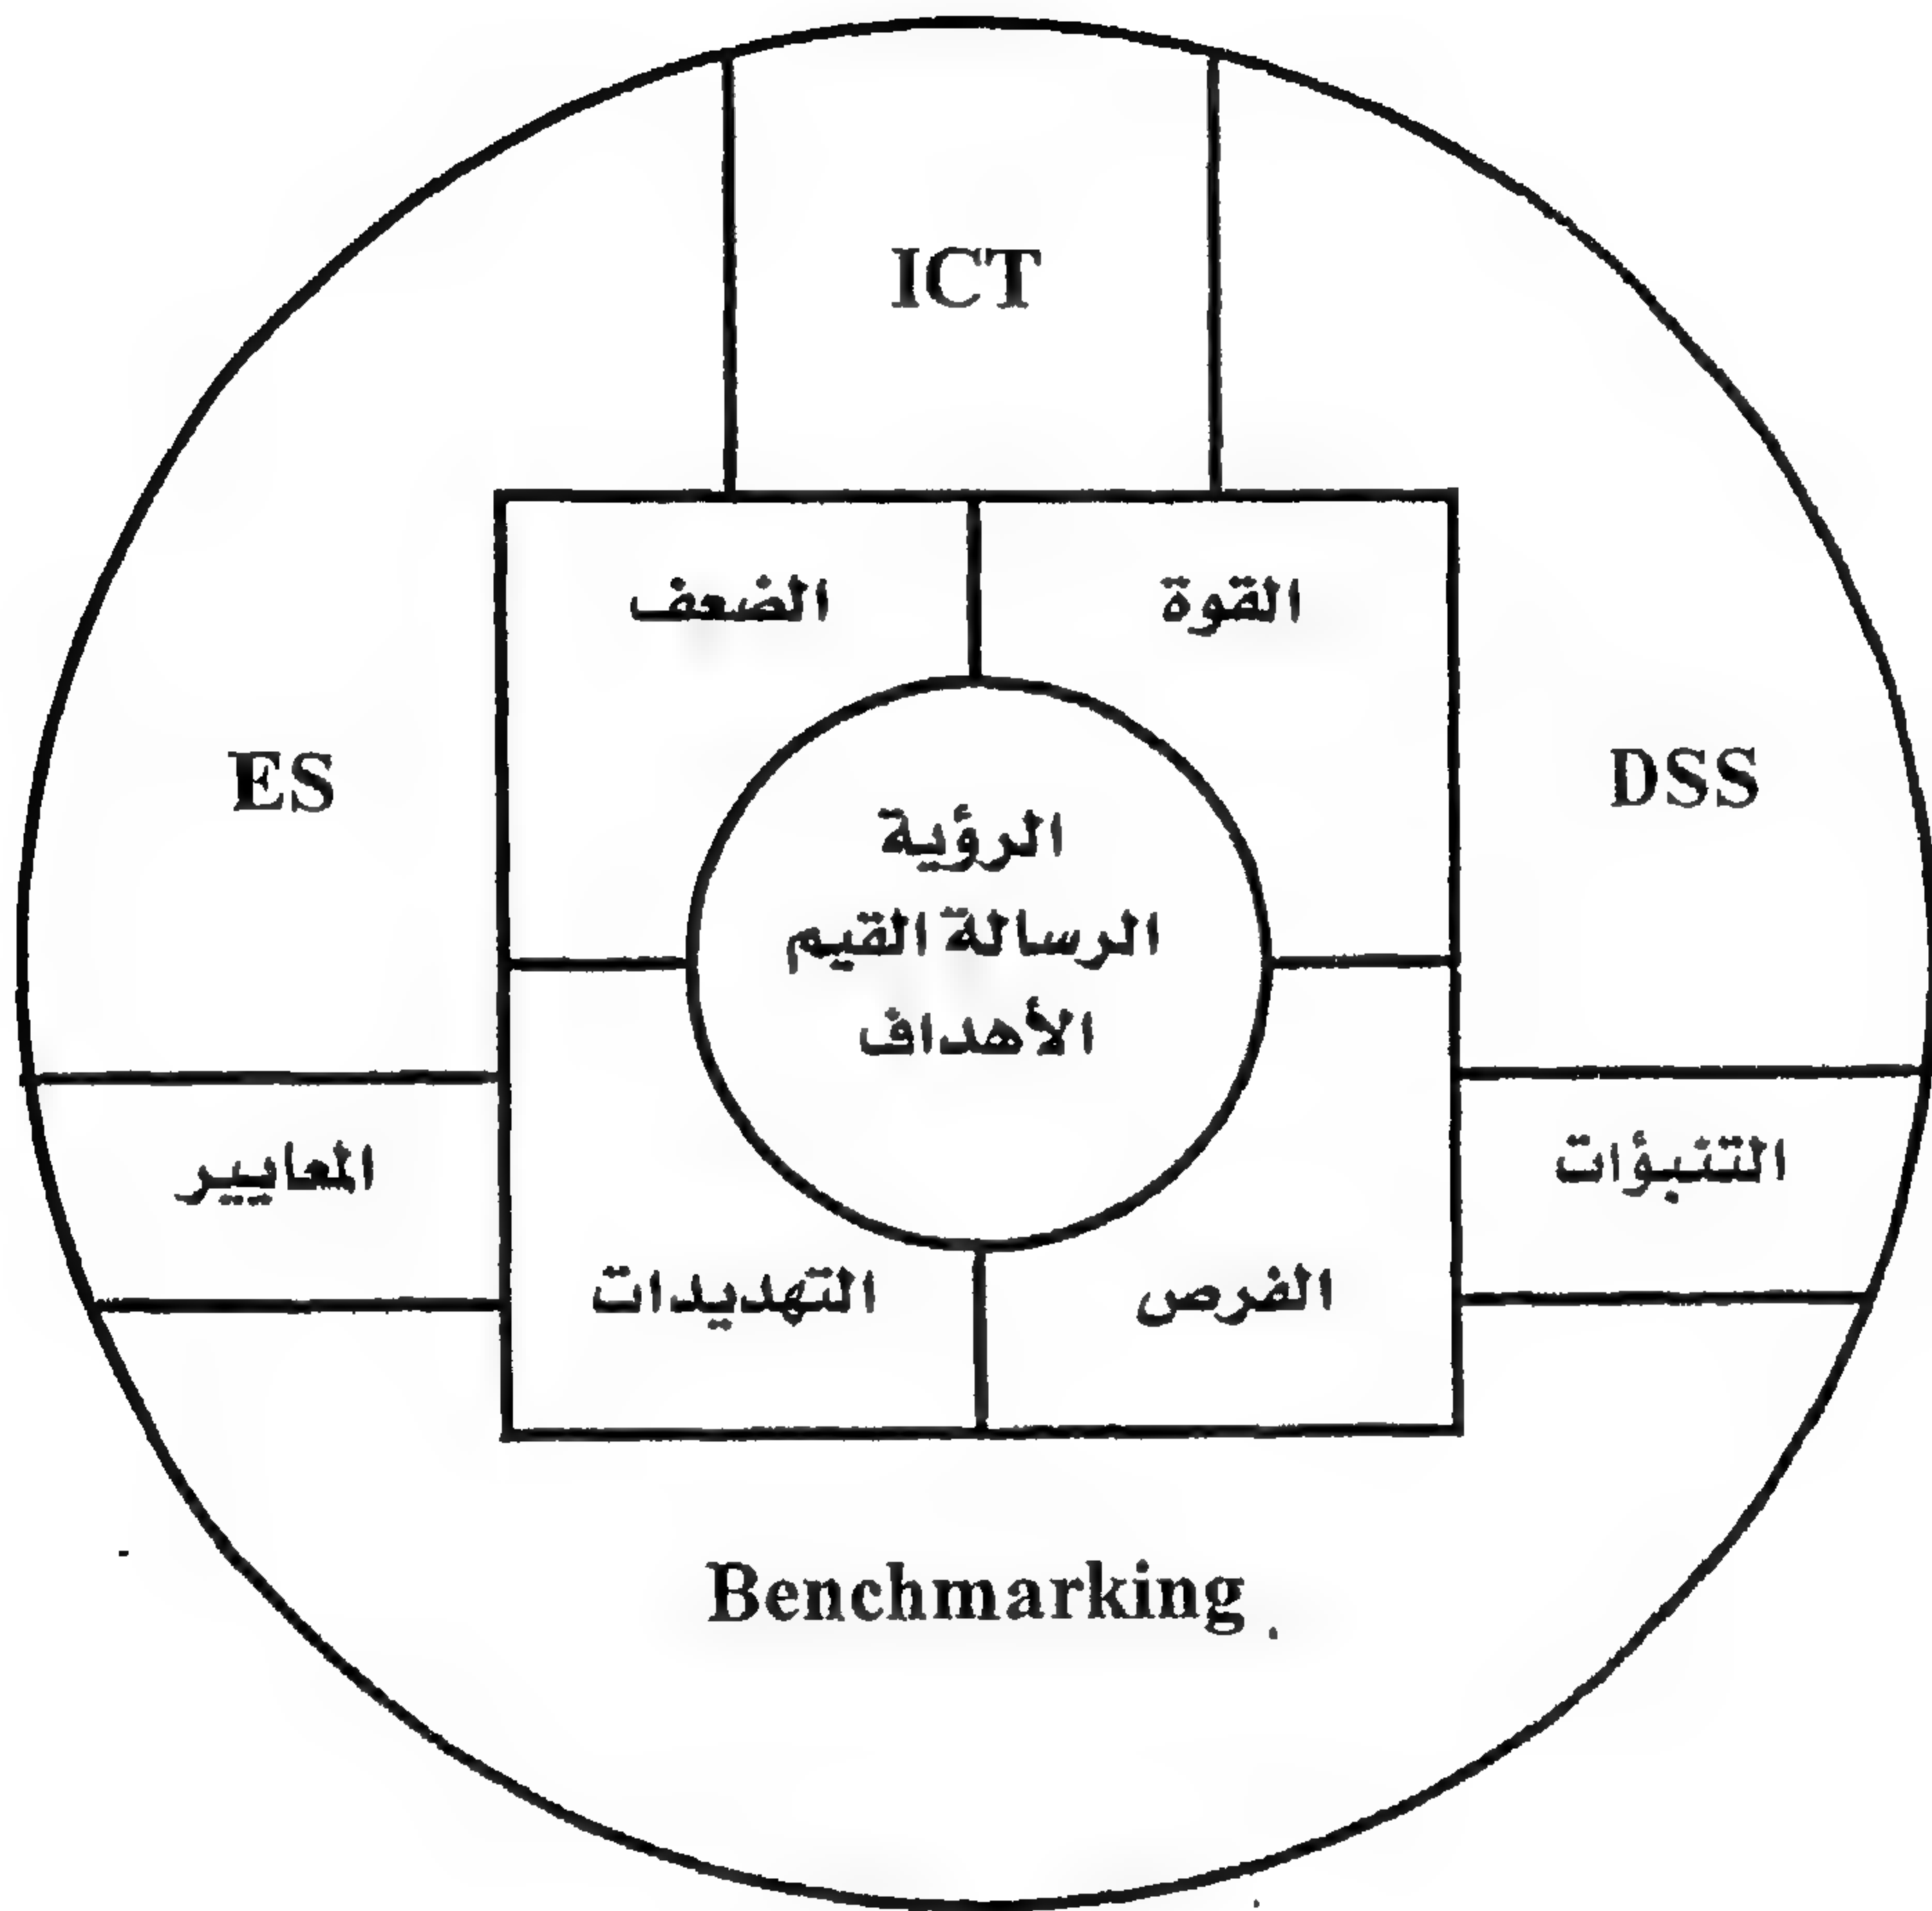 ICT
القوة
الضعف
DSS
ES
الرؤية
الرسالة القيم
الأهداف
التنبؤات
المعايير
الفرص
التهديدات
Benchmarking